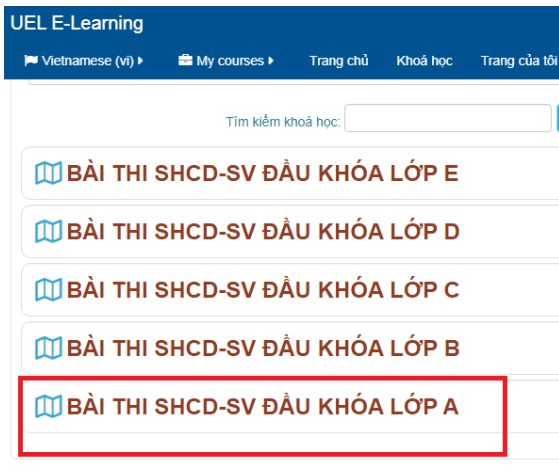 UEL E-Learning
Vietnamese (vi) My courses Trang chủ Khoá học Trang của tôi
Tìm kiếm khoá học:
BÀI THI SHCD-SV ĐẦU KHÓA LỚP E
BÀI THI SHCD-SV ĐẦU KHÓA LỚP D
BÀI THI SHCD-SV ĐẦU KHÓA LỚP C
BÀI THI SHCD-SV ĐẦU KHÓA LỚP B
BÀI THI SHCD-SV ĐẦU KHÓA LỚP A